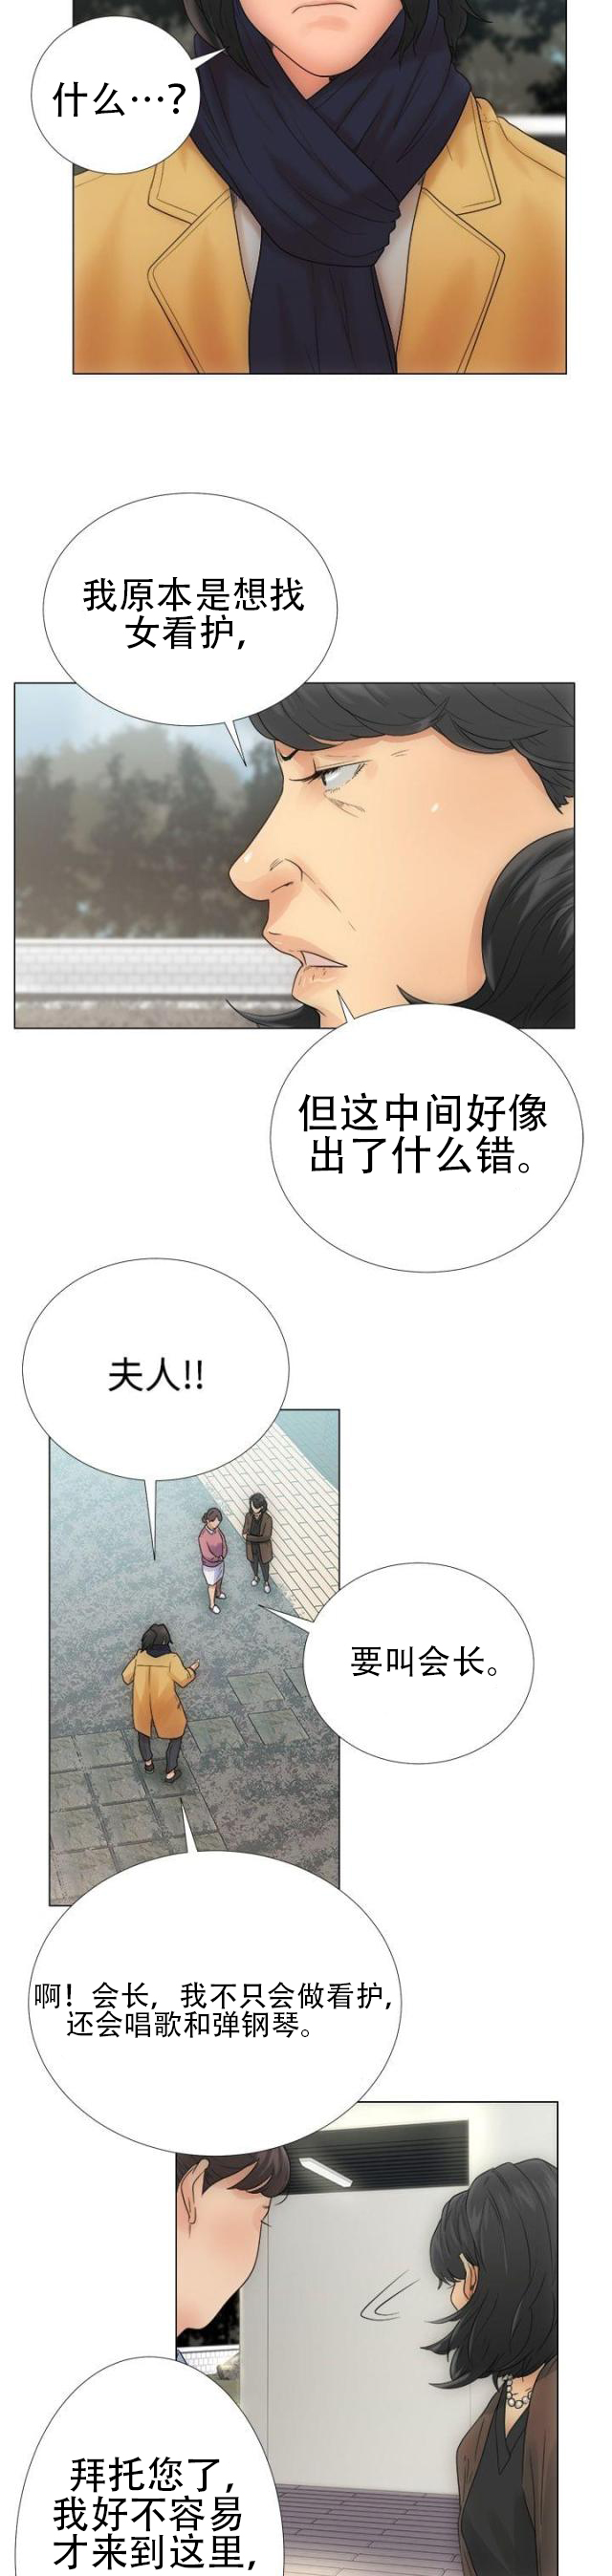 什么…?
我原本是想找
女看护,
但这中间好像
出了什么错。
夫人!!
要叫会长。
啊!会长,我不只会做看护,
还会唱歌和弹钢琴。
拜托您了,
我好不容易
才来到这里,